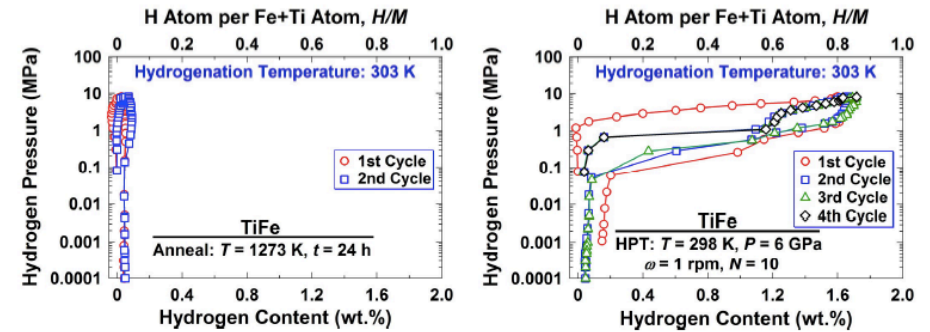 H Atom per Fe+Ti Atom, H/M
0 0.2 0.4 0.6 0.8 1
Hydrogen Pressure (MPa)
100
10
1
0.1
0.01
0.001
0.0001
Hydrogenation Temperature: 303 K
1st Cycle
2nd Cycle
TiFe
Anneal: T = 1273 K, t = 24 h
0 0.4 0.8 1.2 1.6 2.0
Hydrogen Content (wt.%)
H Atom per Fe+Ti Atom, H/M
0 0.2 0.4 0.6 0.8 1
Hydrogen Pressure (MPa)
100
10
1
0.1
0.01
0.001
0.0001
Hydrogenation Temperature: 303 K
1st Cycle
2nd Cycle
3rd Cycle
4th Cycle
TiFe
HPT: T = 298 K, P = 6 GPa
ω = 1 rpm, N = 10
0 0.4 0.8 1.2 1.6 2.0
Hydrogen Content (wt.%)